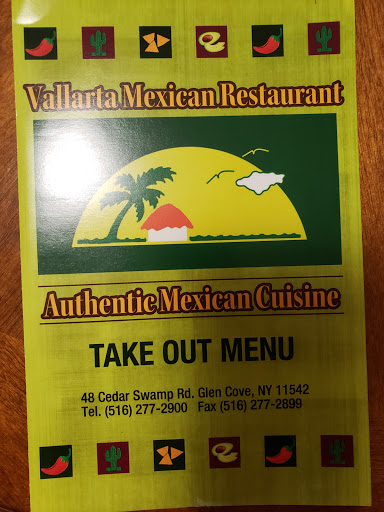 Vallarta Mexican Restaurant
Authentic Mexican Cuisine
TAKE OUT MENU
48 Cedar Swamp Rd. Glen Cove, NY 11542
Tel. (516) 277-2900 Fax (516) 277-2899